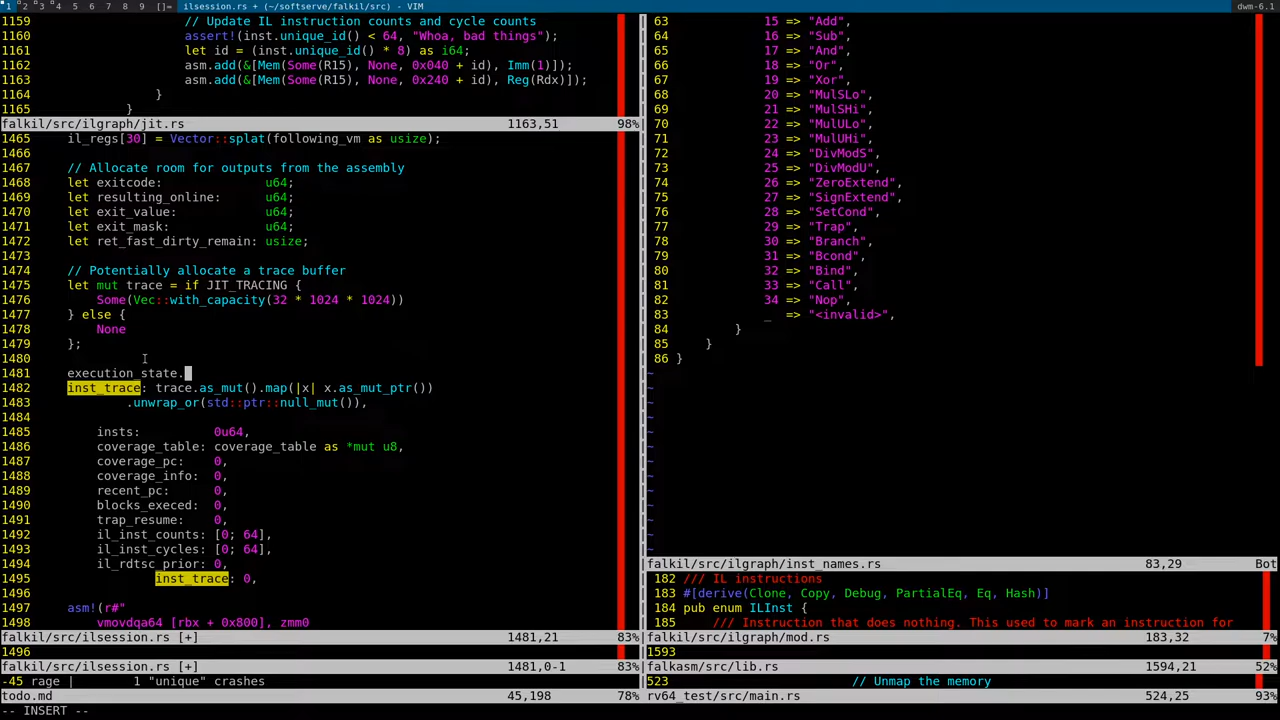 1 2 3 4 5 6 7 8 9 []= ilsession.rs + (~/softserve/falkil/src) - VIM dwm-6.1
1159 // Update IL instruction counts and cycle counts
1160 assert!(inst.unique_id() < 64, "Whoa, bad things");
1161 let id = (inst.unique_id() * 8) as i64;
1162 asm.add(&[Mem(Some(R15), None, 0x040 + id), Imm(1)]);
1163 asm.add(&[Mem(Some(R15), None, 0x240 + id), Reg(Rdx)]);
1164 }
1165 }
falkil/src/ilgraph/jit.rs 1163,51 98%
1465 il_regs[30] = Vector::splat(following_vm as usize);
1466
1467 // Allocate room for outputs from the assembly
1468 let exitcode: u64;
1469 let resulting_online: u64;
1470 let exit_value: u64;
1471 let exit_mask: u64;
1472 let ret_fast_dirty_remain: usize;
1473
1474 // Potentially allocate a trace buffer
1475 let mut trace = if JIT_TRACING {
1476 Some(Vec::with_capacity(32 * 1024 * 1024))
1477 } else {
1478 None
1479 };
1480
1481 execution_state.
1482 inst_trace: trace.as_mut().map(|x| x.as_mut_ptr())
1483 .unwrap_or(std::ptr::null_mut()),
1484
1485 insts: 0u64,
1486 coverage_table: coverage_table as *mut u8,
1487 coverage_pc: 0,
1488 coverage_info: 0,
1489 recent_pc: 0,
1490 blocks_execed: 0,
1491 trap_resume: 0,
1492 il_inst_counts: [0; 64],
1493 il_inst_cycles: [0; 64],
1494 il_rdtsc_prior: 0,
1495 inst_trace: 0,
1496
1497 asm!(r#"
1498 vmovdqa64 [rbx + 0x800], zmm0
falkil/src/ilsession.rs [+] 1481,21 83%
1496
falkil/src/ilsession.rs [+] 1481,0-1 83%
-45 rage | 1 "unique" crashes
todo.md 45,198 78%
-- INSERT --
63 15 => "Add",
64 16 => "Sub",
65 17 => "And",
66 18 => "Or",
67 19 => "Xor",
68 20 => "MulSLo",
69 21 => "MulSHi",
70 22 => "MulULo",
71 23 => "MulUHi",
72 24 => "DivModS",
73 25 => "DivModU",
74 26 => "ZeroExtend",
75 27 => "SignExtend",
76 28 => "SetCond",
77 29 => "Trap",
78 30 => "Branch",
79 31 => "Bcond",
80 32 => "Bind",
81 33 => "Call",
82 34 => "Nop",
83 _ => "<invalid>",
84 }
85 }
86 }
~
~
~
~
~
~
~
~
~
~
~
~
~
falkil/src/ilgraph/inst_names.rs 83,29 Bot
182 /// IL instructions
183 #[derive(Clone, Copy, Debug, PartialEq, Eq, Hash)]
184 pub enum ILInst {
185 /// Instruction that does nothing. This used to mark an instruction for
falkil/src/ilgraph/mod.rs 183,32 7%
1593
falkasm/src/lib.rs 1594,21 52%
523 // Unmap the memory
rv64_test/src/main.rs 524,25 93%